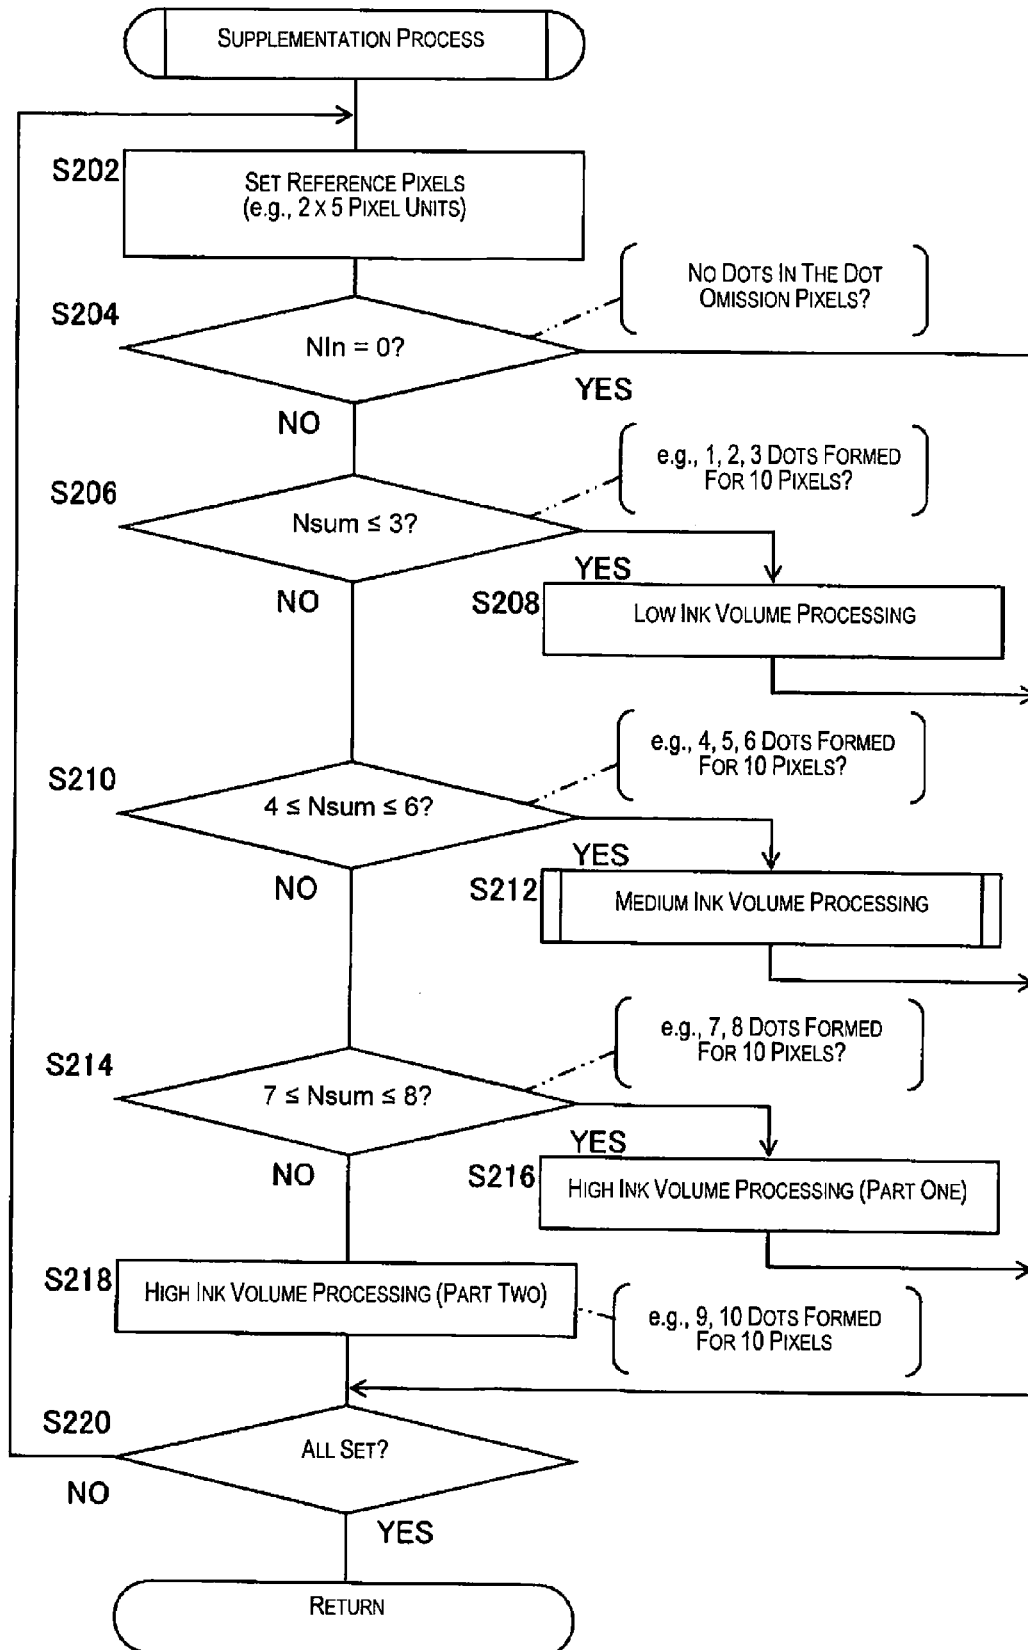 SUPPLEMENTATION PROCESS
S202
SET REFERENCE PIXELS
(e.g., 2 X 5 PIXEL UNITS)
NO DOTS IN THE DOT
OMISSION PIXELS?
S204
Nln = 0?
YES
NO
e.g., 1, 2, 3 DOTS FORMED
FOR 10 PIXELS?
S206
Nsum ≤ 3?
YES
NO
S208
LOW INK VOLUME PROCESSING
e.g., 4, 5, 6 DOTS FORMED
FOR 10 PIXELS?
S210
4 ≤ Nsum ≤ 6?
YES
NO
S212
MEDIUM INK VOLUME PROCESSING
e.g., 7, 8 DOTS FORMED
FOR 10 PIXELS?
S214
7 ≤ Nsum ≤ 8?
YES
NO
S216
HIGH INK VOLUME PROCESSING (PART ONE)
S218
HIGH INK VOLUME PROCESSING (PART TWO)
e.g., 9, 10 DOTS FORMED
FOR 10 PIXELS
S220
ALL SET?
NO
YES
RETURN